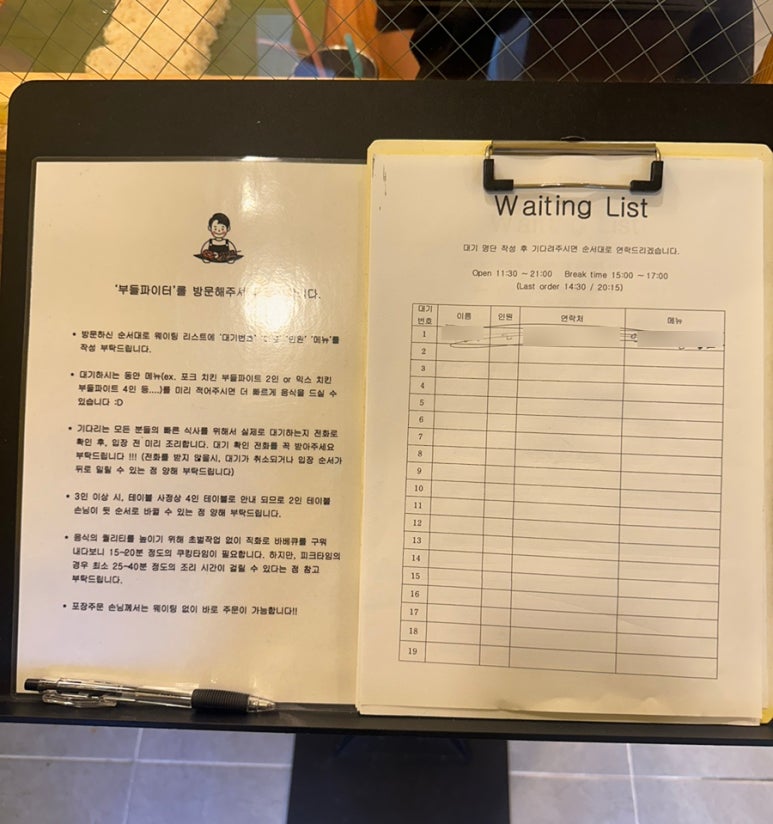 '부들파이터'를 방문해주셔
• 방문하신 순서대로 웨이팅 리스트에 '대기번호' '인원' '메뉴'를
작성 부탁드립니다.
• 대기하시는 동안 메뉴(ex. 포크 치킨 부들파이트 2인 or 믹스 치킨
부들파이트 4인 등....)를 미리 적어주시면 더 빠르게 음식을 드실 수
있습니다 :D
• 기다리는 모든 분들의 빠른 식사를 위해서 실제로 대기하는지 전화로
확인 후, 입장 전 미리 조리합니다. 대기 확인 전화를 꼭 받아주세요
부탁드립니다 !!! (전화를 받지 않을시, 대기가 취소되거나 입장 순서가
뒤로 밀릴 수 있는 점 양해 부탁드립니다)
• 3인 이상 시, 테이블 사정상 4인 테이블로 안내 되므로 2인 테이블
손님이 뒷 순서로 바뀔 수 있는 점 양해 부탁드립니다.
• 음식의 퀄리티를 높이기 위해 초벌작업 없이 직화로 바베큐를 구워
내다보니 15-20분 정도의 쿠킹타임이 필요합니다. 하지만, 피크타임의
경우 최소 25-40분 정도의 조리 시간이 걸릴 수 있다는 점 참고
부탁드립니다.
• 포장주문 손님께서는 웨이팅 없이 바로 주문이 가능합니다!!
Waiting List
대기 명단 작성 후 기다려주시면 순서대로 연락드리겠습니다.
Open 11:30 ~ 21:00 Break time 15:00 ~ 17:00
(Last order 14:30 / 20:15)
대기
번호 이름 인원 연락처 메뉴
1
2
3
4
5
6
7
8
9
10
11
12
13
14
15
16
17
18
19